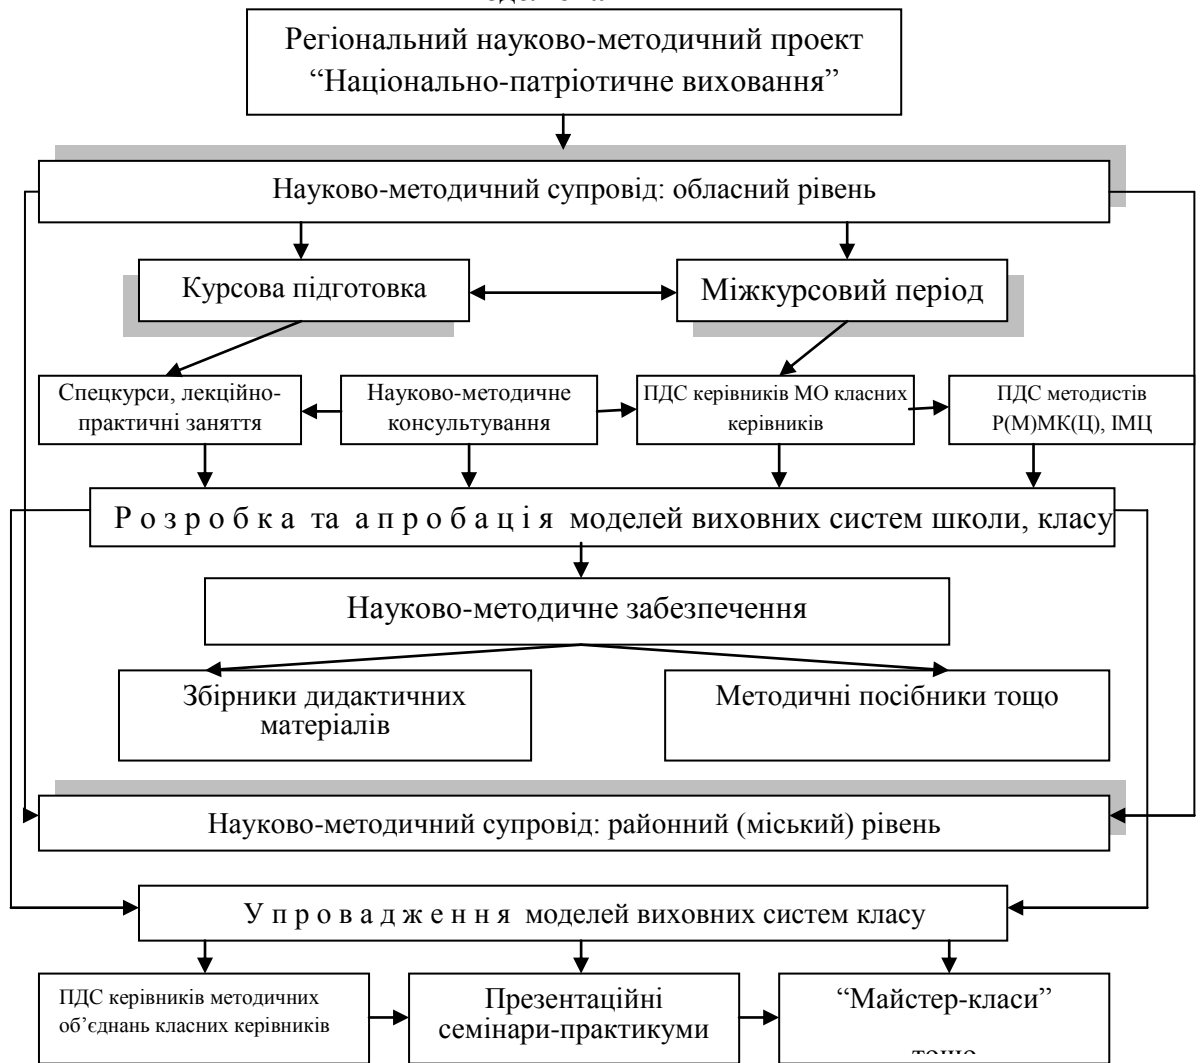 Регіональний науково-методичний проект
“Національно-патріотичне виховання”
Науково-методичний супровід: обласний рівень
Курсова підготовка
Міжкурсовий період
Спецкурси, лекційно-
практичні заняття
Науково-методичне
консультування
ПДС керівників МО класних
керівників
ПДС методистів
Р(М)МК(Ц), ІМЦ
Р о з р о б к а та а п р о б а ц і я моделей виховних систем школи, класу
Науково-методичне забезпечення
Збірники дидактичних
матеріалів
Методичні посібники тощо
Науково-методичний супровід: районний (міський) рівень
У п р о в а д ж е н н я моделей виховних систем класу
ПДС керівників методичних
об’єднань класних керівників
Презентаційні
семінари-практикуми
“Майстер-класи”
тощо